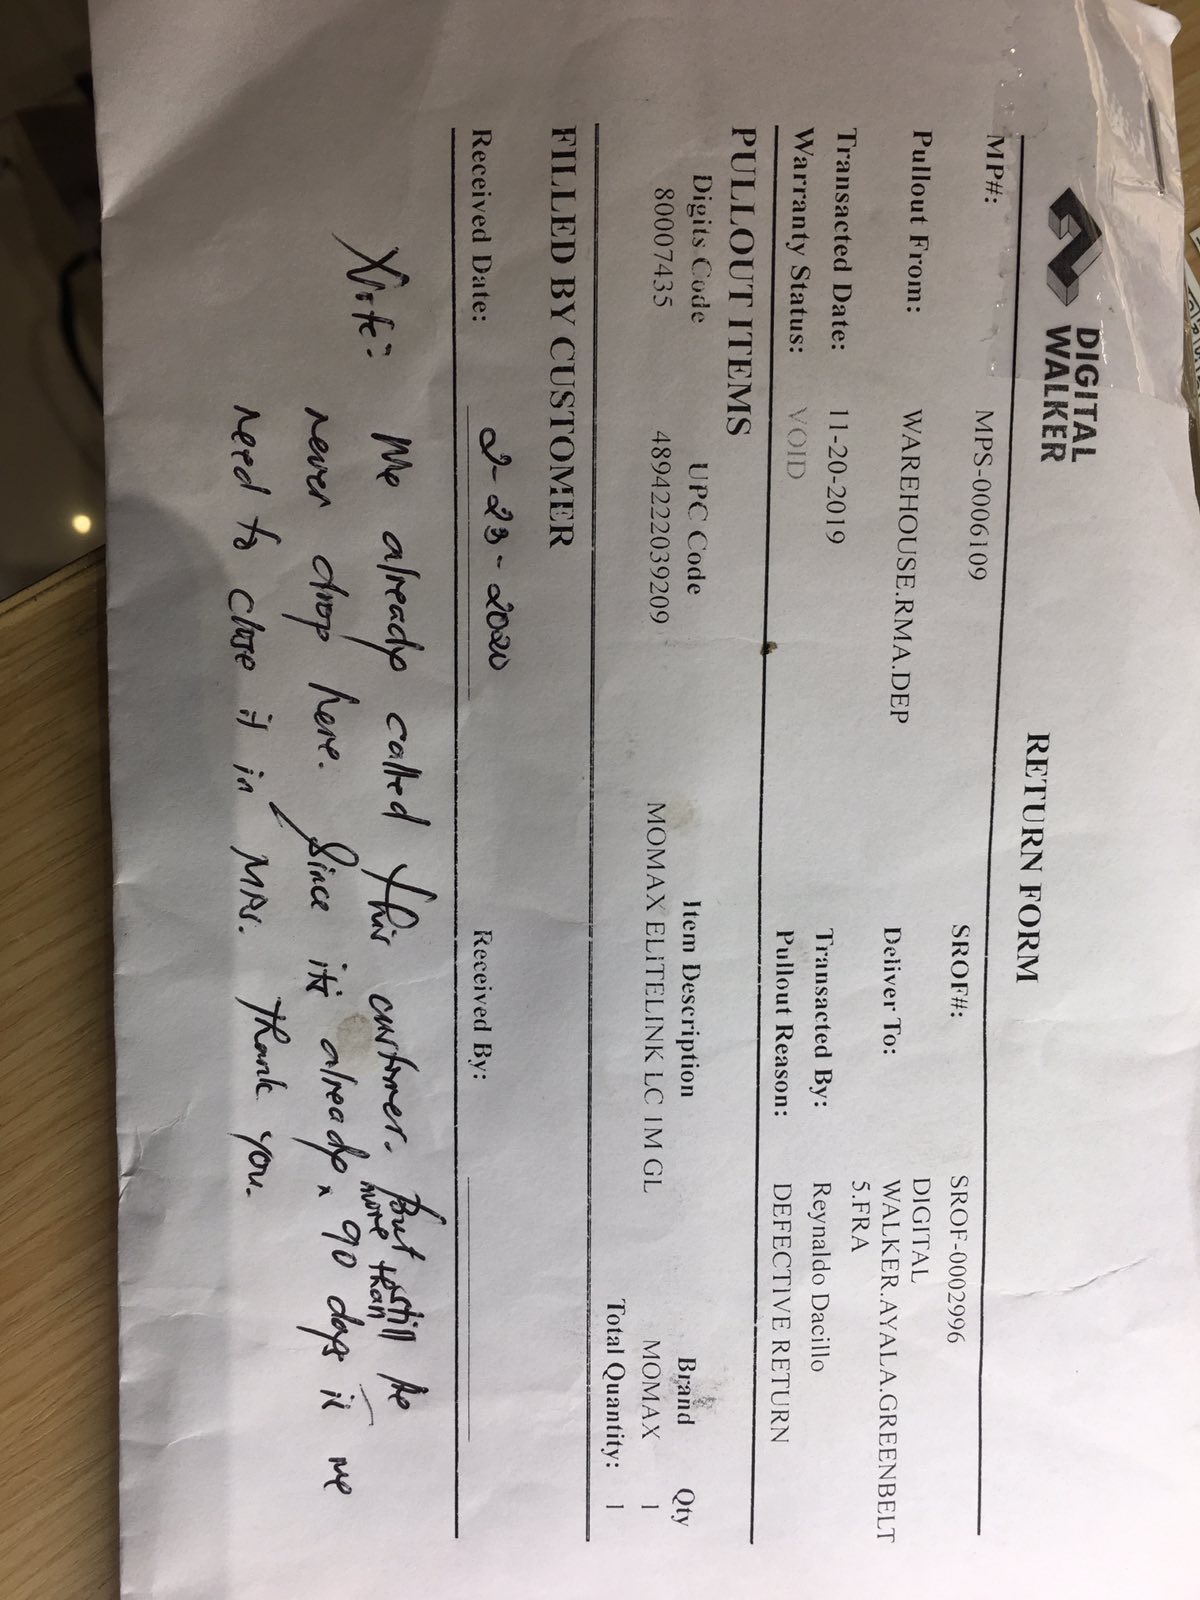 DIGITAL
WALKER
RETURN FORM
MP#: MPS-0006109 SROF#: SROF-0002996
Pullout From: WAREHOUSE.RMA.DEP Deliver To: DIGITAL
WALKER.AYALA.GREENBELT
5.FRA
Transacted Date: 11-20-2019 Transacted By: Reynaldo Dacillo
Warranty Status: VOID Pullout Reason: DEFECTIVE RETURN
PULLOUT ITEMS
Digits Code UPC Code Item Description Brand Qty
80007435 4894222039209 MOMAX ELITELINK LC 1M GL MOMAX 1
Total Quantity: 1
FILLED BY CUSTOMER
Received Date: 2-23-2020 Received By:
Note: We already called this customer. But still he
more than
never drop here. Since its already 90 days is we
need to close it in MPS. Thank you.